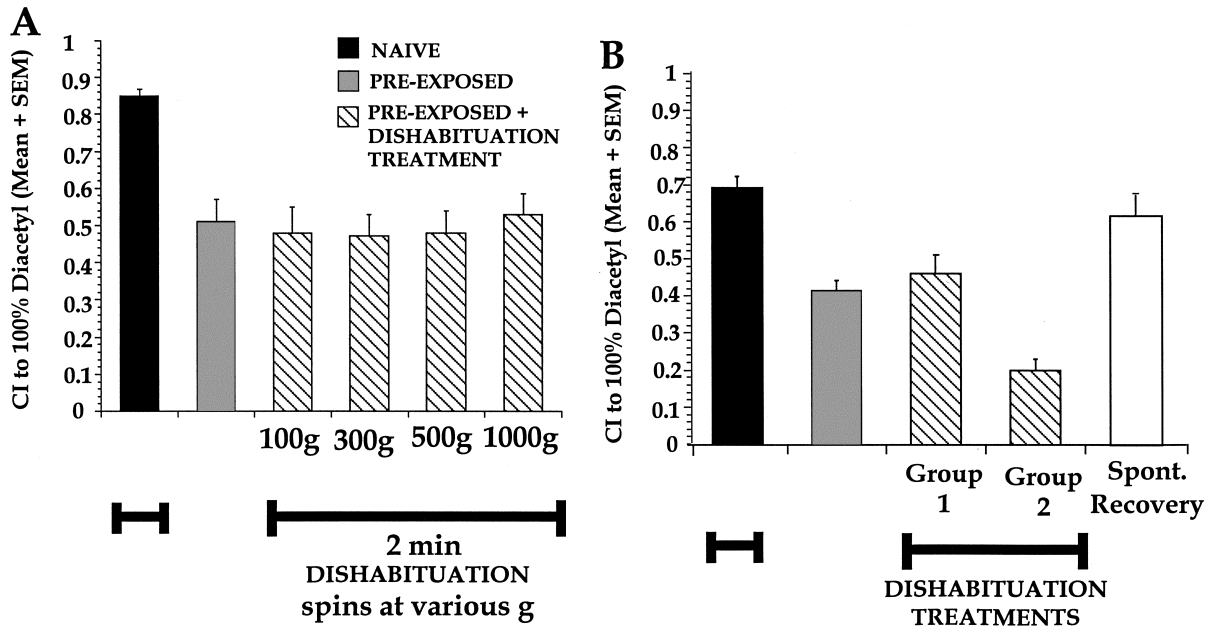 A
CI to 100% Diacetyl (Mean + SEM)
1
0.9
0.8
0.7
0.6
0.5
0.4
0.3
0.2
0.1
0
NAIVE
PRE-EXPOSED
PRE-EXPOSED +
DISHABITUATION
TREATMENT
100g 300g 500g 1000g
2 min
DISHABITUATION
spins at various g
B
CI to 100% Diacetyl (Mean + SEM)
1
0.9
0.8
0.7
0.6
0.5
0.4
0.3
0.2
0.1
0
Group
1
Group
2
Spont.
Recovery
DISHABITUATION
TREATMENTS